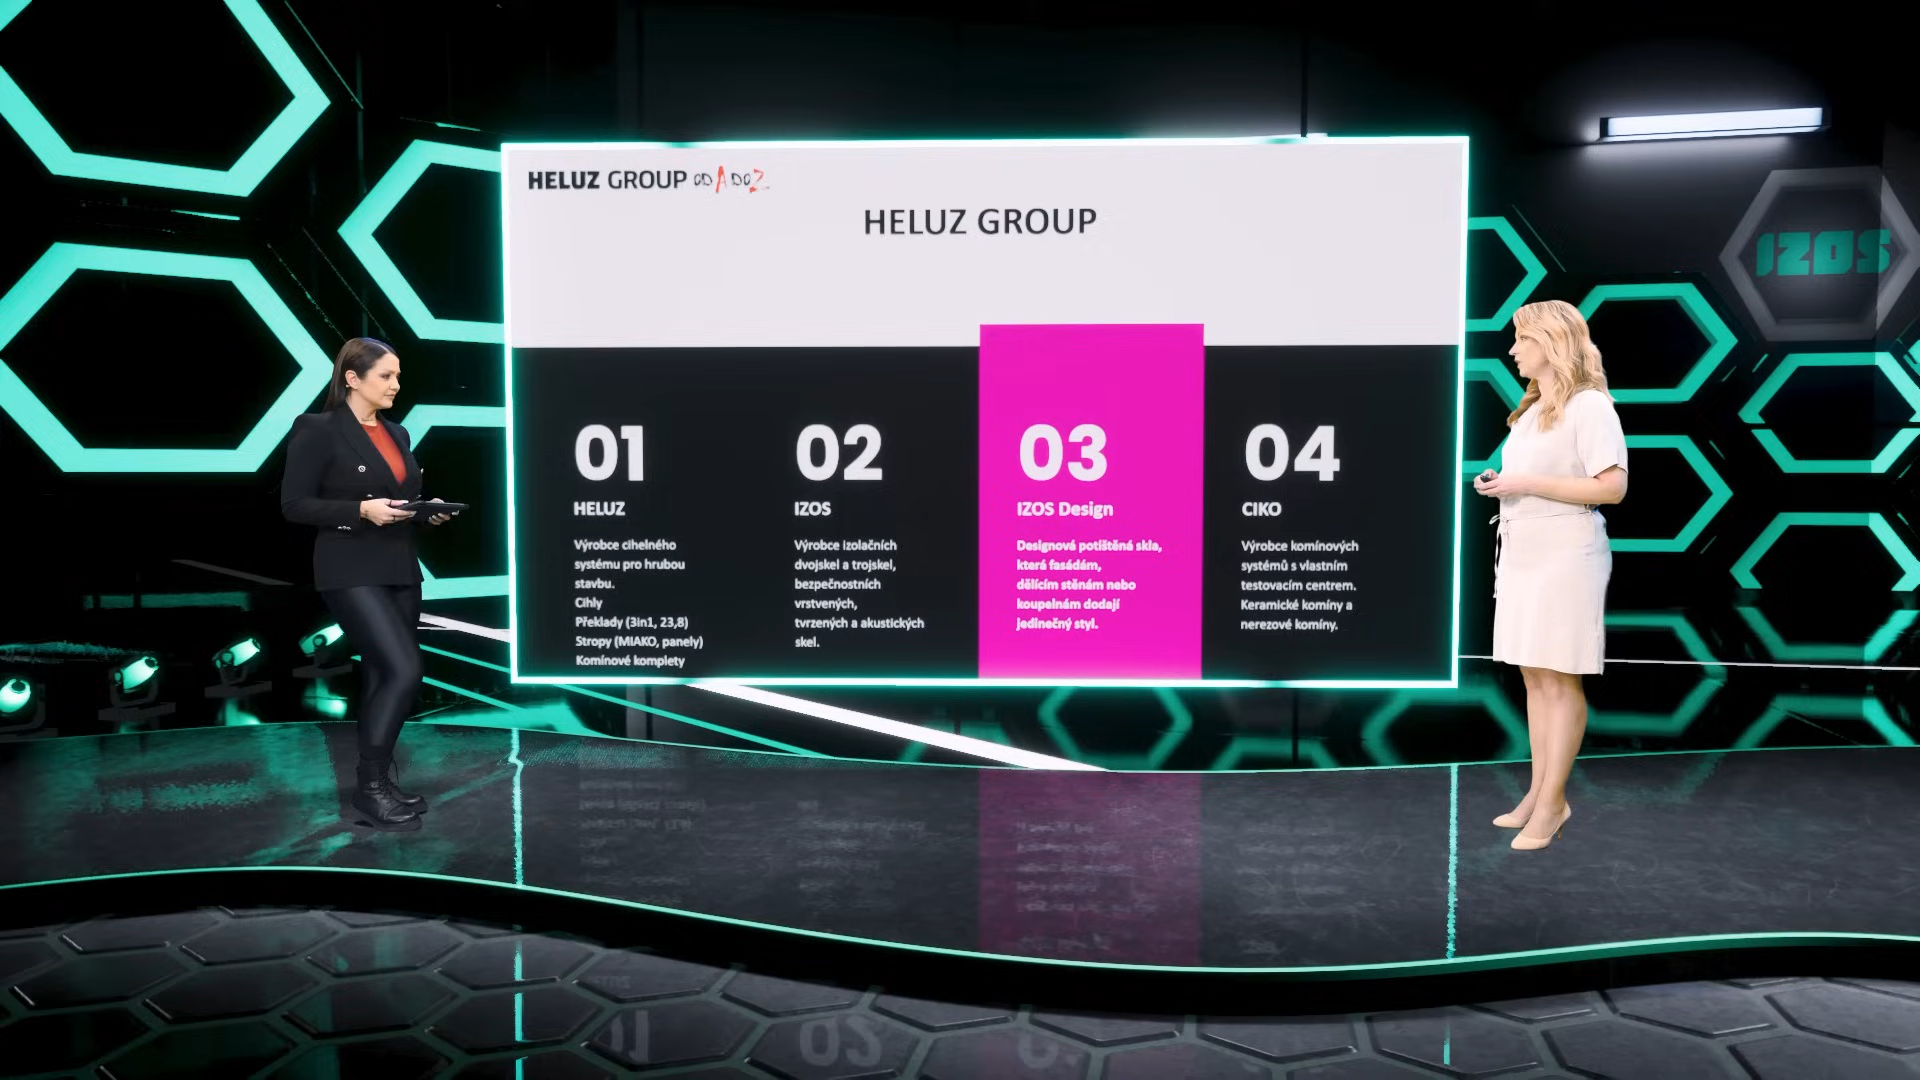 HELUZ GROUP OD A DO Z
HELUZ GROUP
IZOS
01
HELUZ
Výrobce cihelného
systému pro hrubou
stavbu.
Cihly
Překlady (3in1, 23,8)
Stropy (MIAKO, panely)
Komínové komplety
02
IZOS
Výrobce izolačních
dvojskel a trojskel,
bezpečnostních
vrstvených,
tvrzených a akustických
skel.
03
IZOS Design
Designová potištěná skla,
která fasádám,
dělícím stěnám nebo
koupelnám dodají
jedinečný styl.
04
CIKO
Výrobce komínových
systémů s vlastním
testovacím centrem.
Keramické komíny a
nerezové komíny.